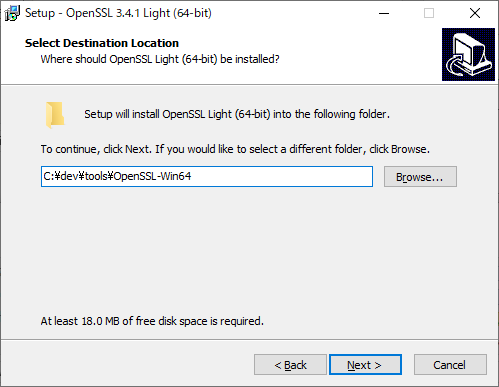 Setup - OpenSSL 3.4.1 Light (64-bit)
Select Destination Location
Where should OpenSSL Light (64-bit) be installed?
Setup will install OpenSSL Light (64-bit) into the following folder.
To continue, click Next. If you would like to select a different folder, click Browse.
C:¥dev¥tools¥OpenSSL-Win64
Browse...
At least 18.0 MB of free disk space is required.
< Back
Next >
Cancel